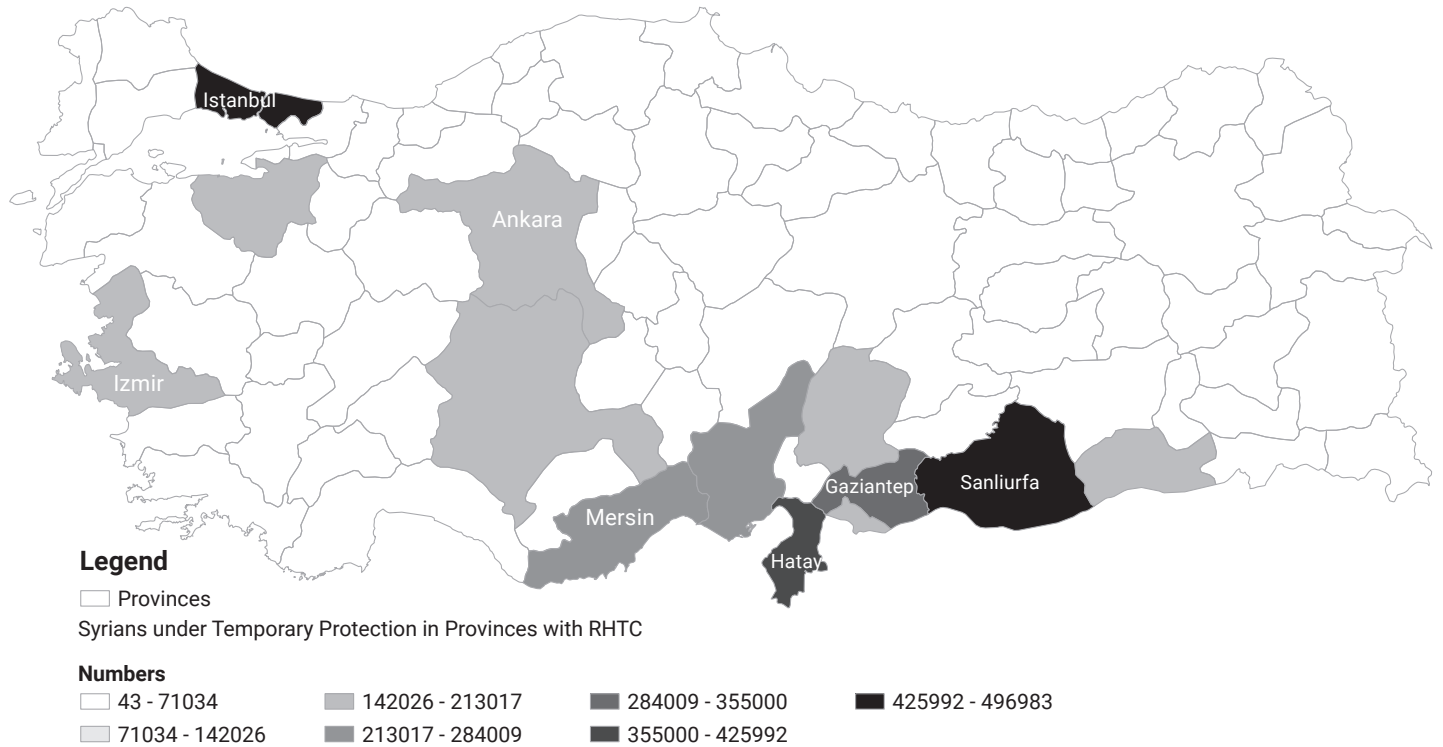 Istanbul
Ankara
Izmir
Gaziantep
Sanliurfa
Mersin
Hatay
Legend
Provinces
Syrians under Temporary Protection in Provinces with RHTC
Numbers
43 - 71034
142026 - 213017
284009 - 355000
425992 - 496983
71034 - 142026
213017 - 284009
355000 - 425992